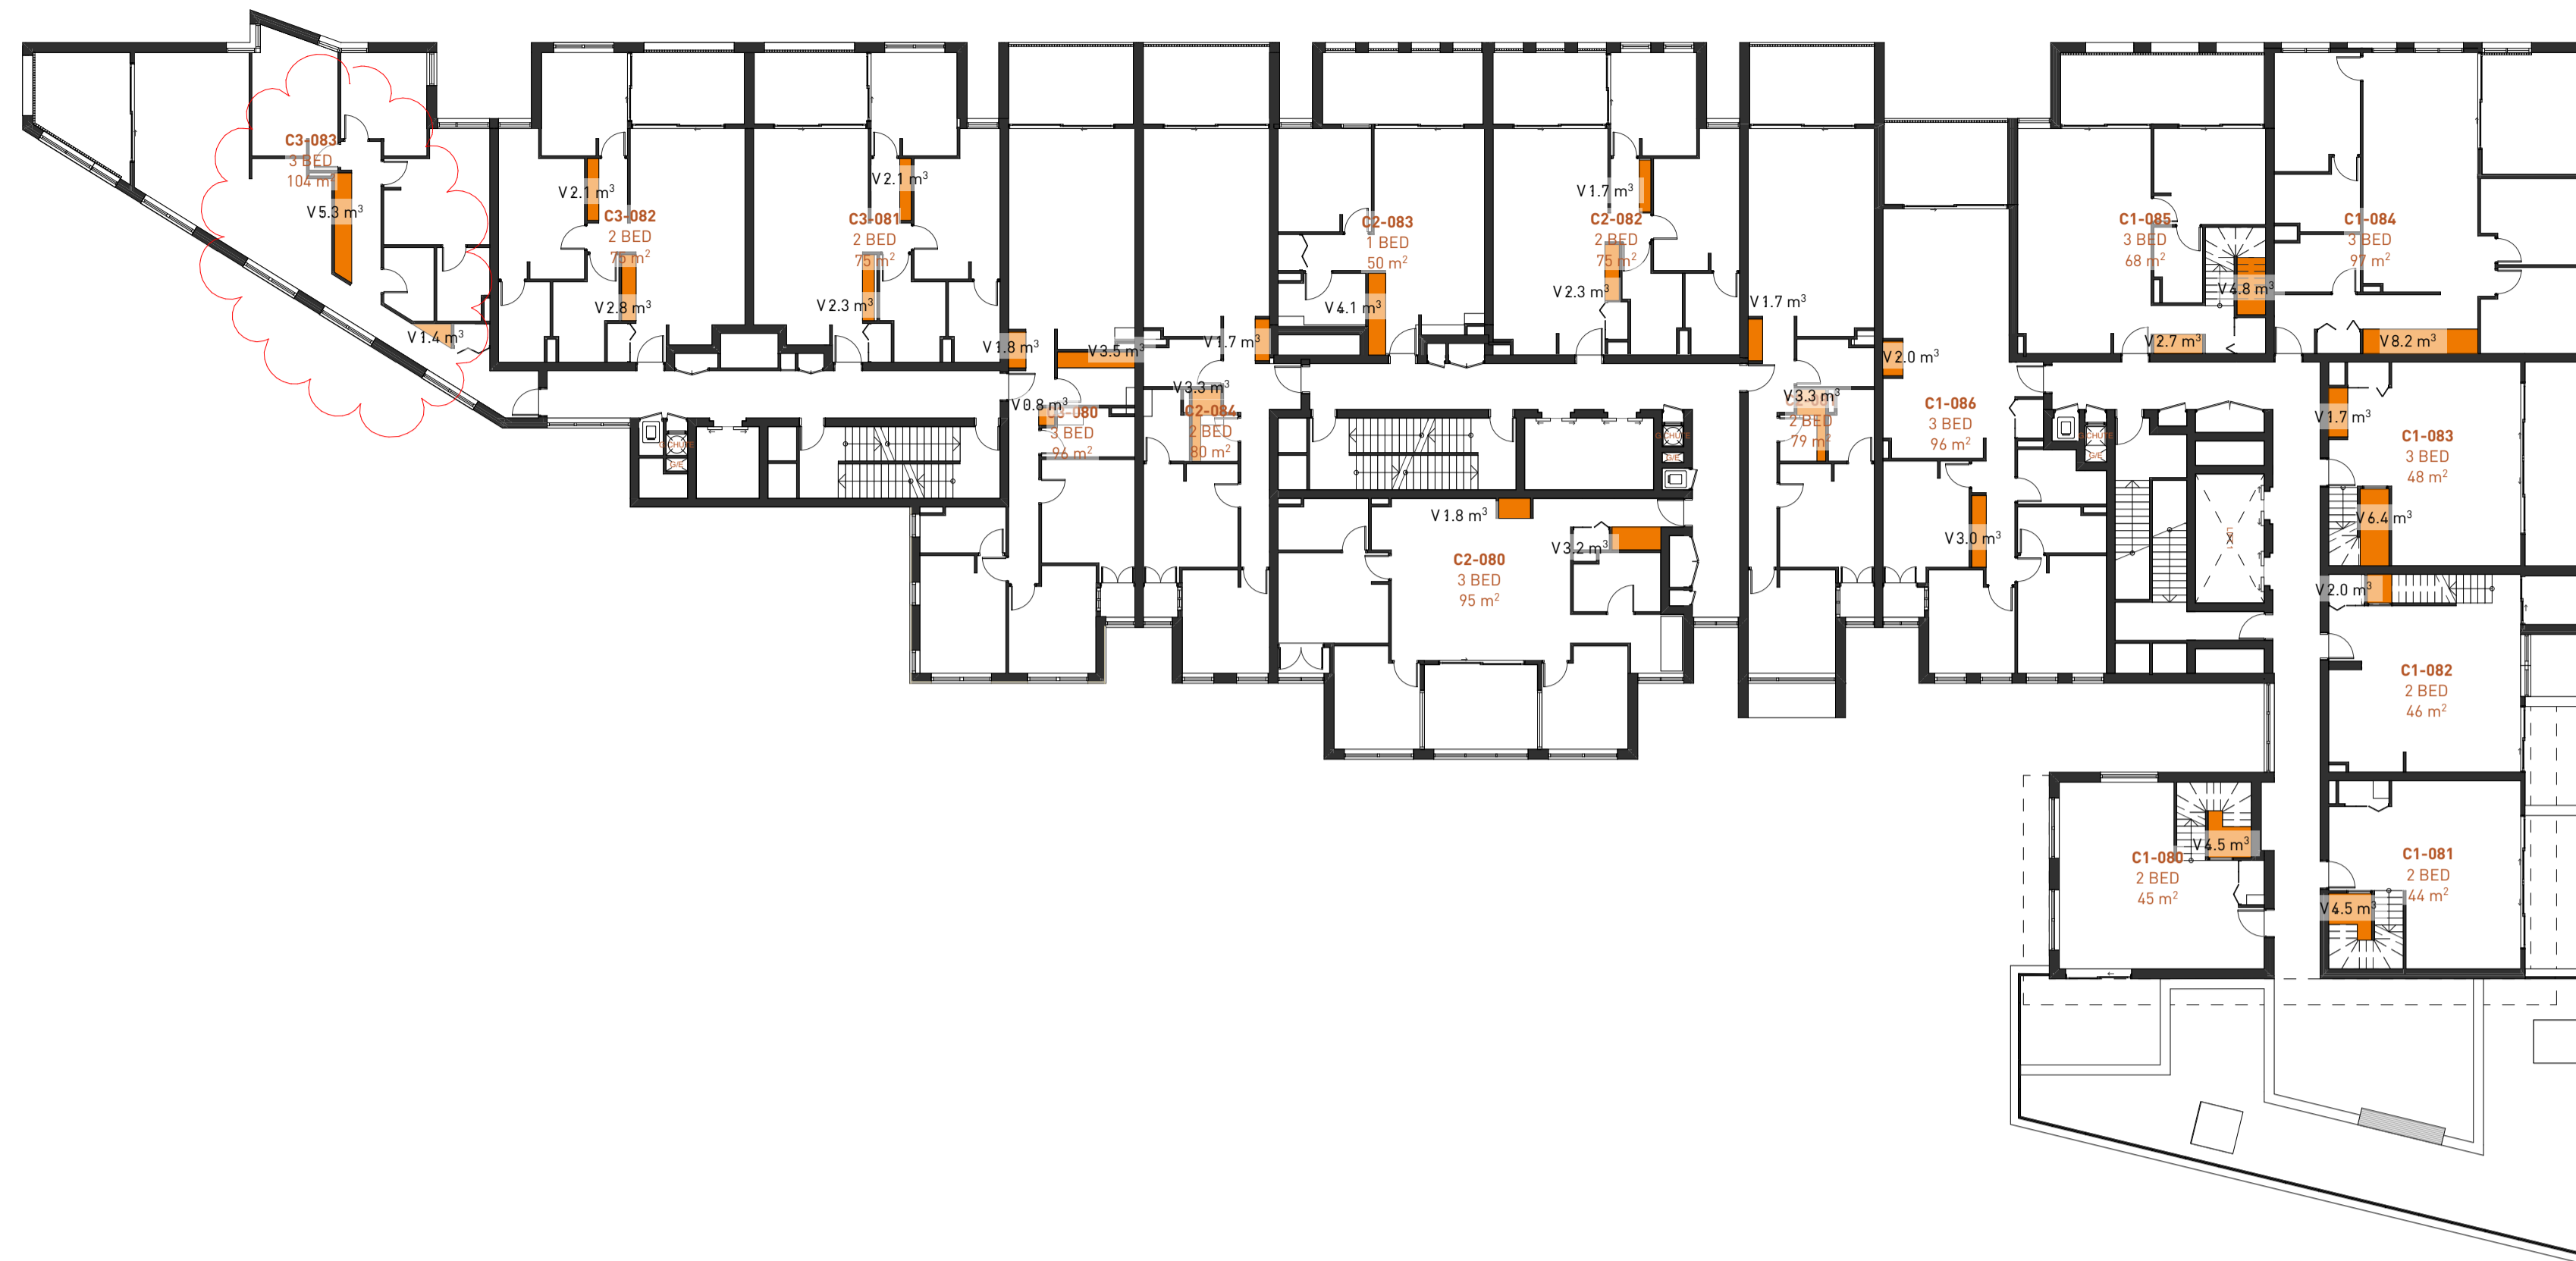 C3-083
3 BED
104 m²
V 5.3 m³
V 1.4 m³
V 2.1 m³
C3-082
2 BED
75 m²
V 2.8 m³
V 2.1 m³
C3-081
2 BED
75 m²
V 2.3 m³
V 1.8 m³
V 3.5 m³
V 0.8 m³
C3-080
3 BED
96 m²
V 1.7 m³
V 3.3 m³
C2-084
2 BED
80 m²
C2-083
1 BED
50 m²
V 4.1 m³
V 1.7 m³
C2-082
2 BED
75 m²
V 2.3 m³
V 1.7 m³
V 3.3 m³
2 BED
79 m²
V 1.8 m³
V 3.2 m³
C2-080
3 BED
95 m²
V 2.0 m³
C1-086
3 BED
96 m²
V 3.0 m³
C1-085
3 BED
68 m²
V 4.8 m³
V 2.7 m³
C1-084
3 BED
97 m²
V 8.2 m³
V 1.7 m³
C1-083
3 BED
48 m²
V 6.4 m³
V 2.0 m³
C1-082
2 BED
46 m²
V 4.5 m³
C1-080
2 BED
45 m²
C1-081
2 BED
44 m²
V 4.5 m³